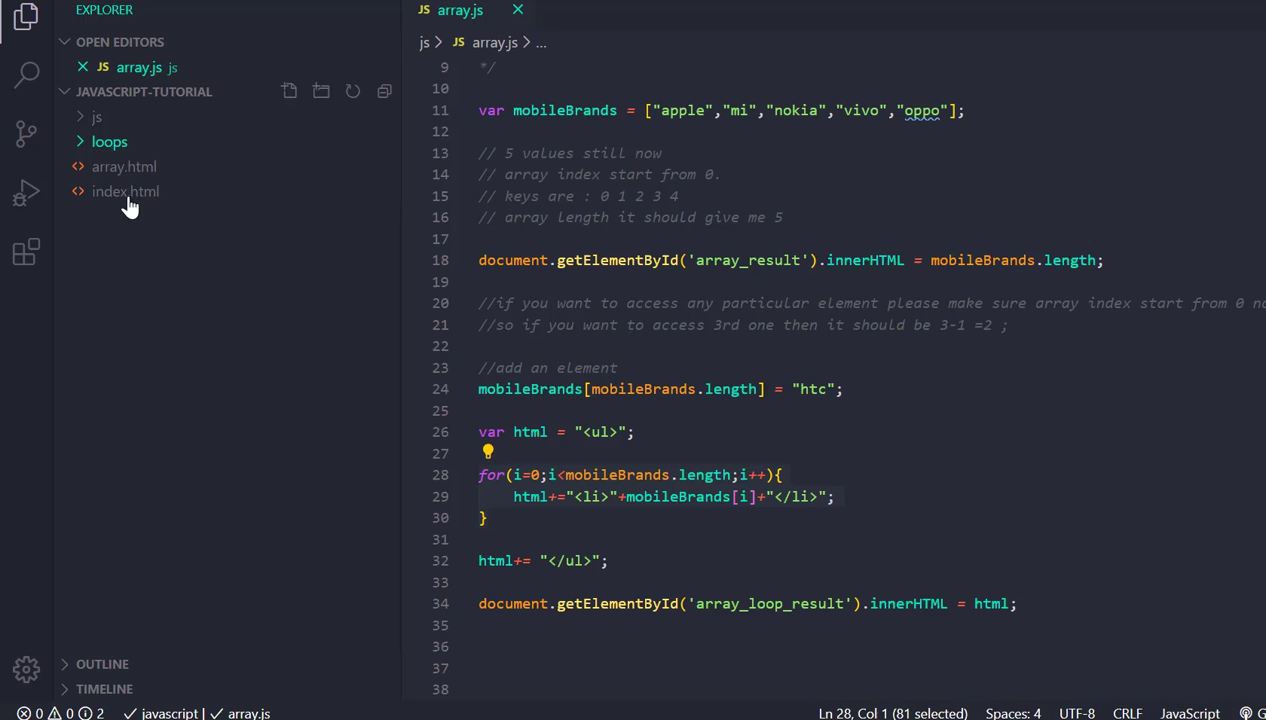 EXPLORER
JS array.js
OPEN EDITORS
JS array.js js
js > JS array.js > ...
JAVASCRIPT-TUTORIAL
js
loops
array.html
index.html
9 */
10
11 var mobileBrands = ["apple","mi","nokia","vivo","oppo"];
12
13 // 5 values still now
14 // array index start from 0.
15 // keys are : 0 1 2 3 4
16 // array length it should give me 5
17
18 document.getElementById('array_result').innerHTML = mobileBrands.length;
19
20 //if you want to access any particular element please make sure array index start from 0 no
21 //so if you want to access 3rd one then it should be 3-1 =2 ;
22
23 //add an element
24 mobileBrands[mobileBrands.length] = "htc";
25
26 var html = "<ul>";
27
28 for(i=0;i<mobileBrands.length;i++){
29 html+="<li>"+mobileBrands[i]+"</li>";
30 }
31
32 html+= "</ul>";
33
34 document.getElementById('array_loop_result').innerHTML = html;
35
36
37
38
OUTLINE
TIMELINE
0 0 2 javascript | array.js Ln 28, Col 1 (81 selected) Spaces: 4 UTF-8 CRLF JavaScript G